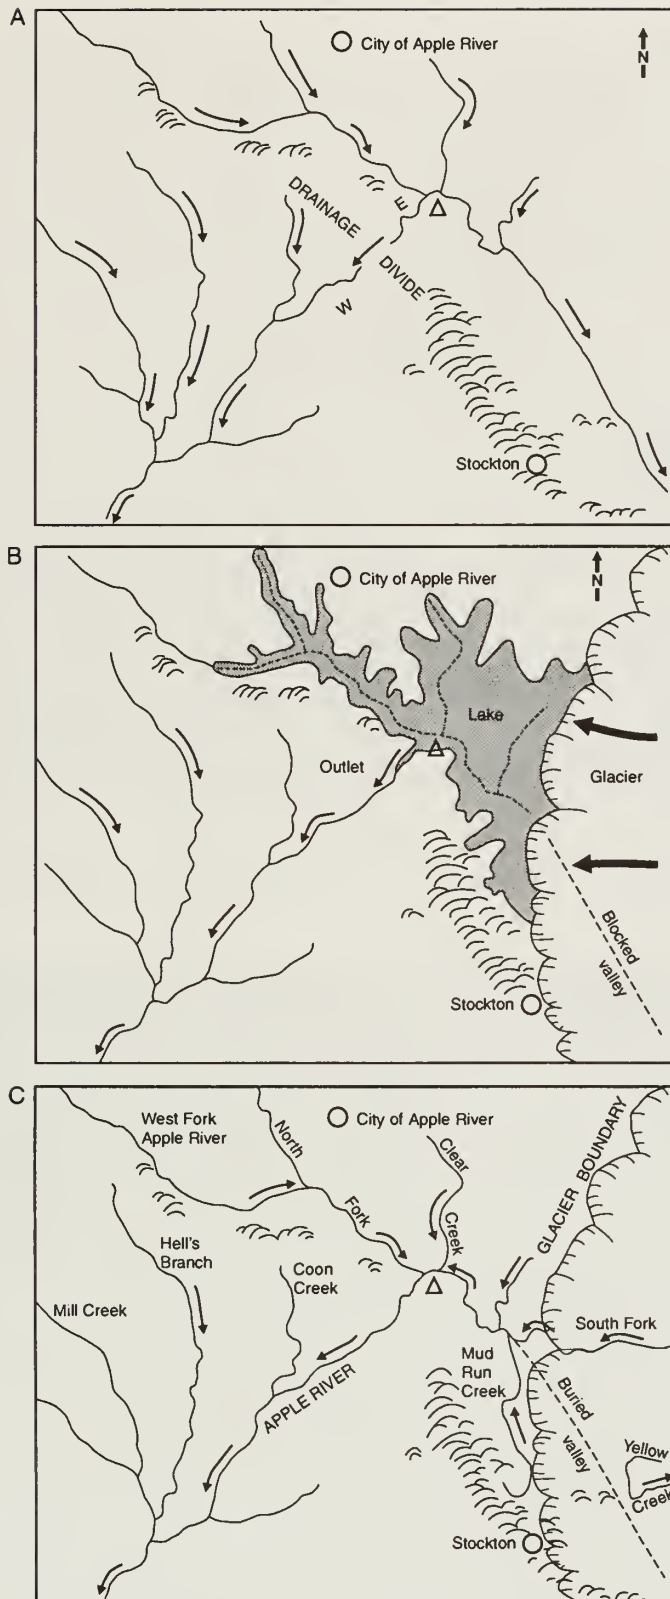 A
City of Apple River
N
DRAINAGE
E
DIVIDE
W
Stockton
B
City of Apple River
N
Lake
Outlet
Glacier
Blocked
valley
Stockton
C
West Fork
Apple River
North
City of Apple River
Clear
GLACIER BOUNDARY
Fork
Creek
Hell's
Branch
Coon
Creek
Mill Creek
South Fork
Mud
Run
Creek
APPLE RIVER
Buried
valley
Yellow
Creek
Stockton